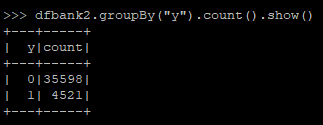 >>> dfbank2.groupBy("y").count().show()
+---+-----+
|  y|count|
+---+-----+
|  0|35598|
|  1| 4521|
+---+-----+